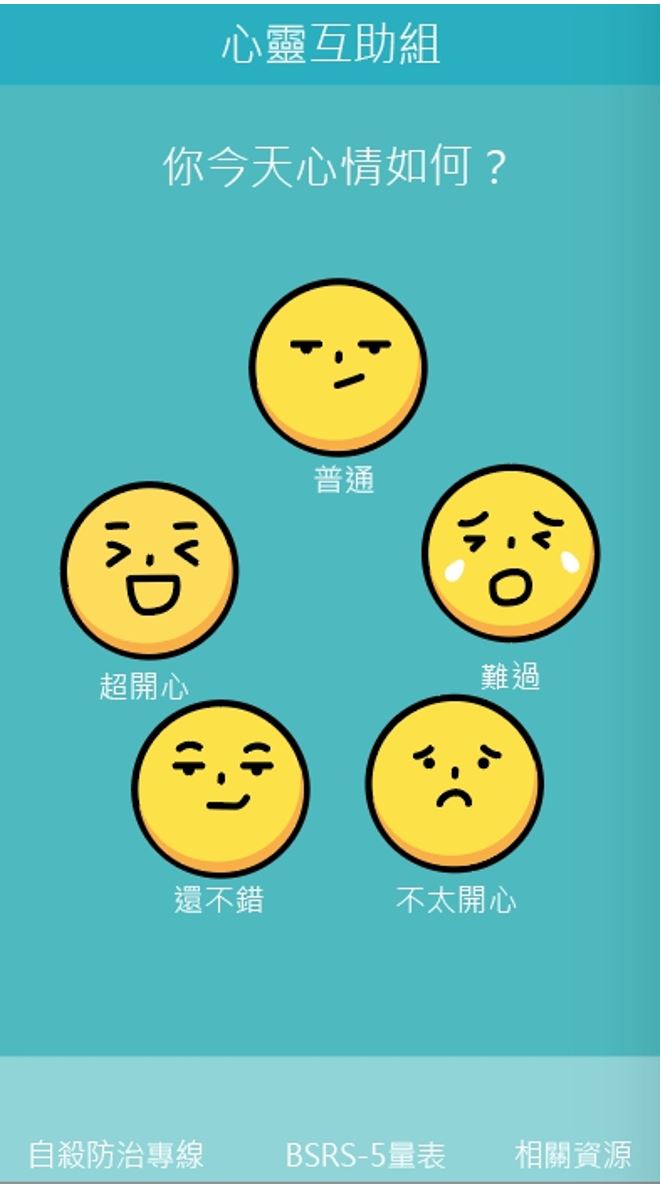 心靈互助組
你今天心情如何？
普通
超開心
難過
還不錯
不太開心
自殺防治專線
BSRS-5量表
相關資源